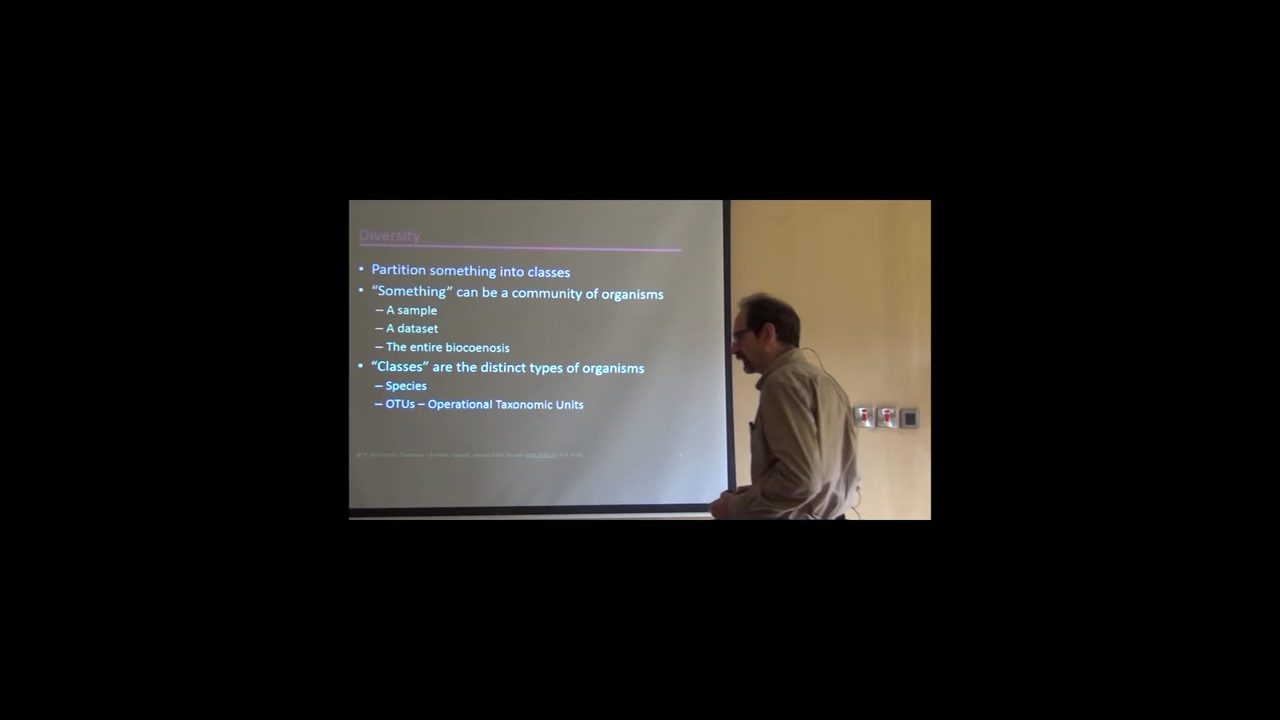 Diversity
• Partition something into classes
• “Something” can be a community of organisms
– A sample
– A dataset
– The entire biocoenosis
• “Classes” are the distinct types of organisms
– Species
– OTUs – Operational Taxonomic Units